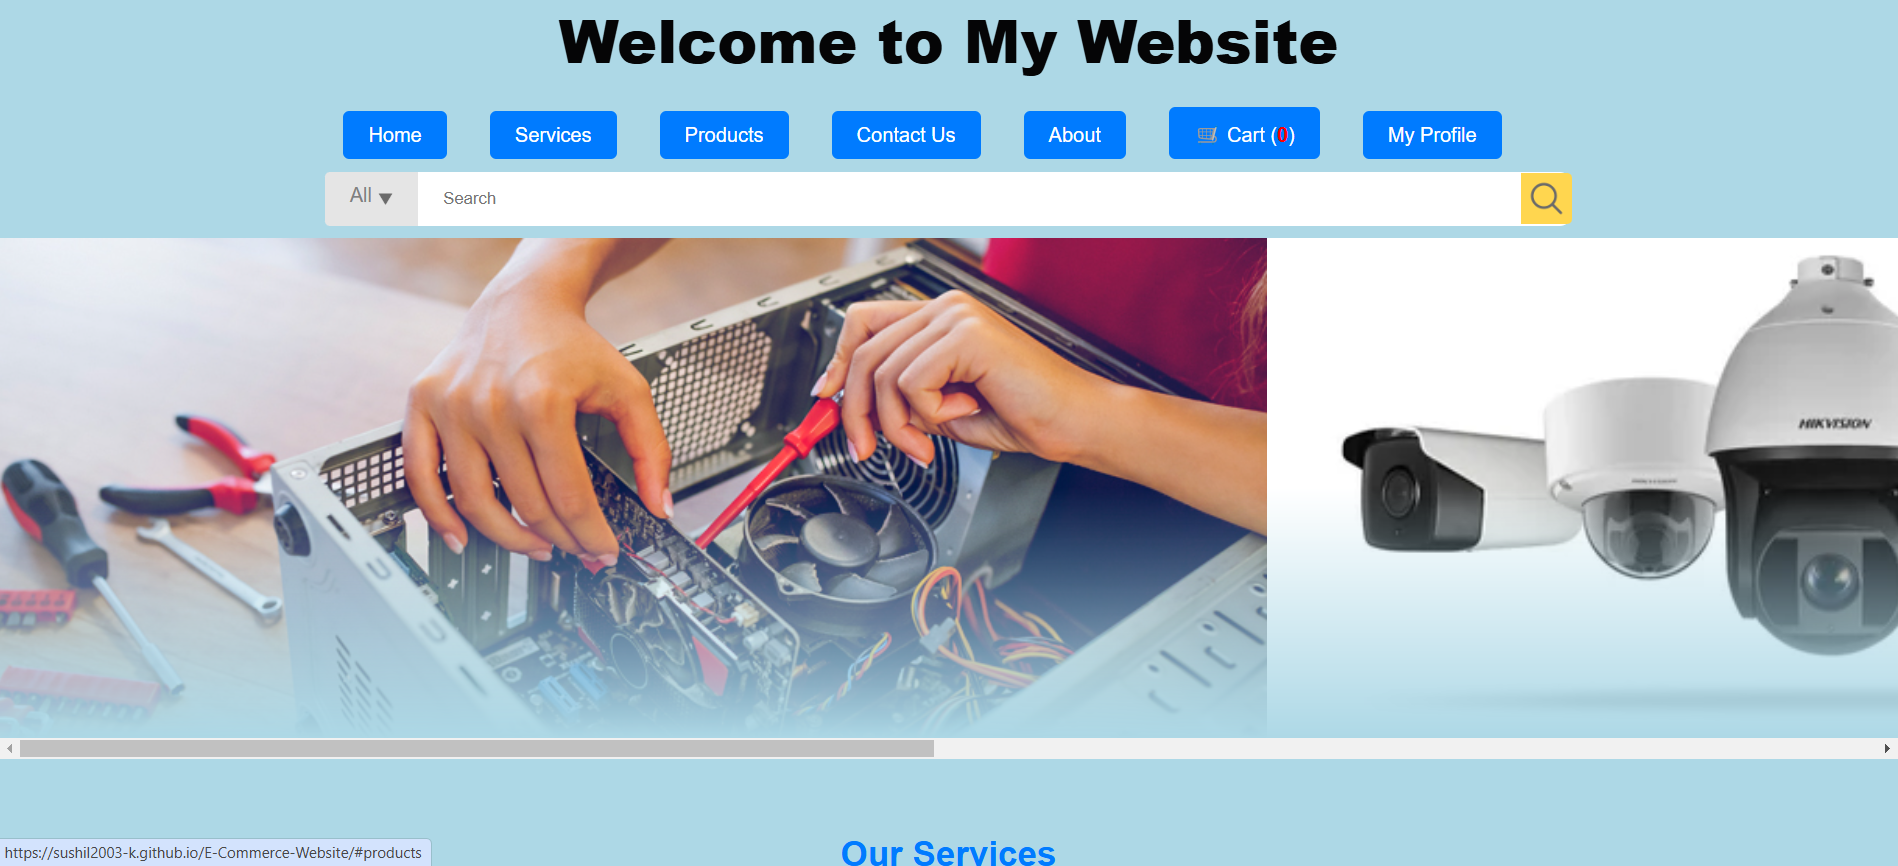 Welcome to My Website
Home Services Products Contact Us About Cart (0) My Profile
All ▼ Search
HIKVISION
HIKVISION
Our Services
https://sushil2003-k.github.io/E-Commerce-Website/#products